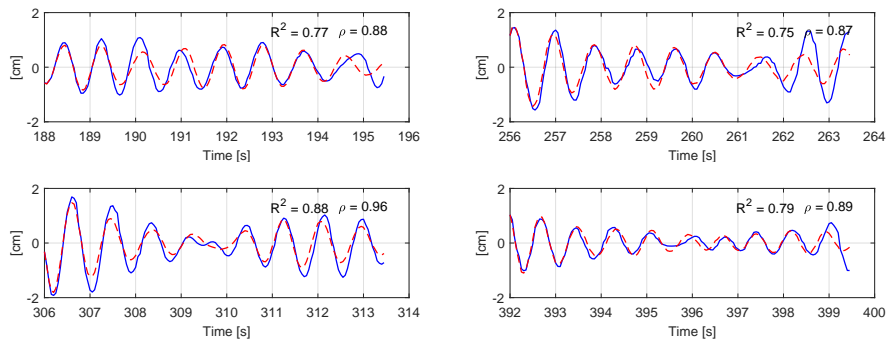 2
R² = 0.77 ρ = 0.88
[cm]
0
-2
188 189 190 191 192 193 194 195 196
Time [s]
2
R² = 0.75 ρ = 0.87
[cm]
0
-2
256 257 258 259 260 261 262 263 264
Time [s]
2
R² = 0.88 ρ = 0.96
[cm]
0
-2
306 307 308 309 310 311 312 313 314
Time [s]
2
R² = 0.79 ρ = 0.89
[cm]
0
-2
392 393 394 395 396 397 398 399 400
Time [s]